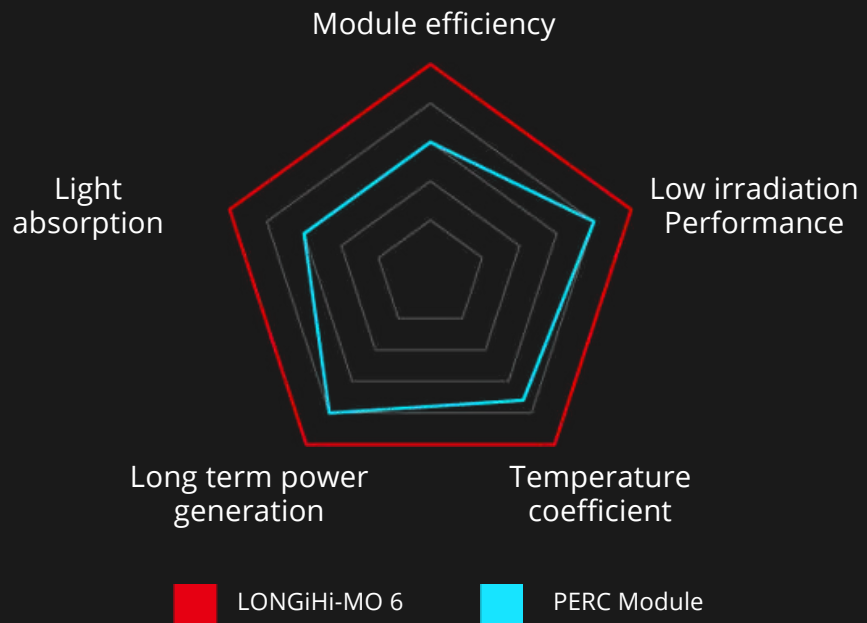 Module efficiency
Light
absorption
Low irradiation
Performance
Long term power
generation
Temperature
coefficient
LONGiHi-MO 6
PERC Module